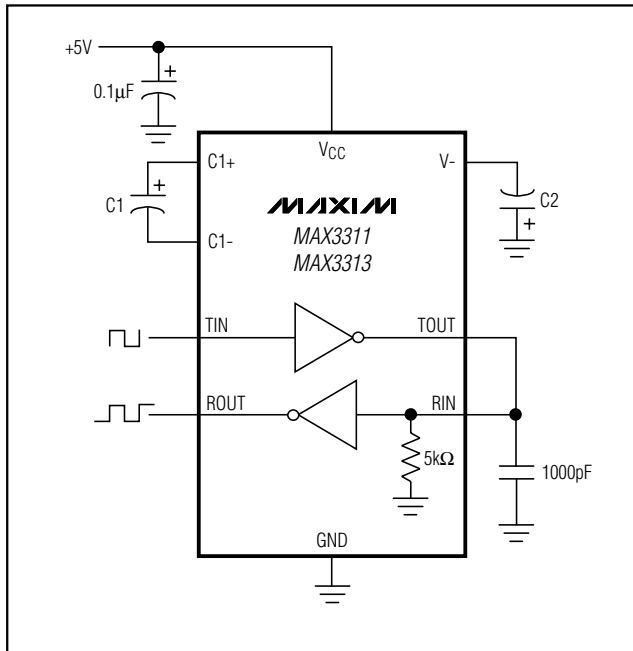 +5V
0.1µF
+
VCC
C1+
V-
+
C1
C2
+
C1-
MAXIM
MAX3311
MAX3313
TIN
TOUT
ROUT
RIN
5kΩ
1000pF
GND